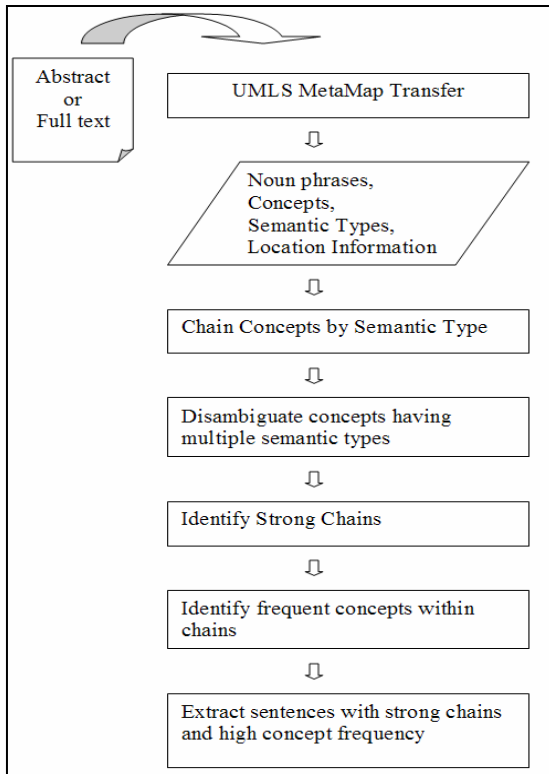 Abstract
or
Full text
UMLS MetaMap Transfer
Noun phrases,
Concepts,
Semantic Types,
Location Information
Chain Concepts by Semantic Type
Disambiguate concepts having
multiple semantic types
Identify Strong Chains
Identify frequent concepts within
chains
Extract sentences with strong chains
and high concept frequency